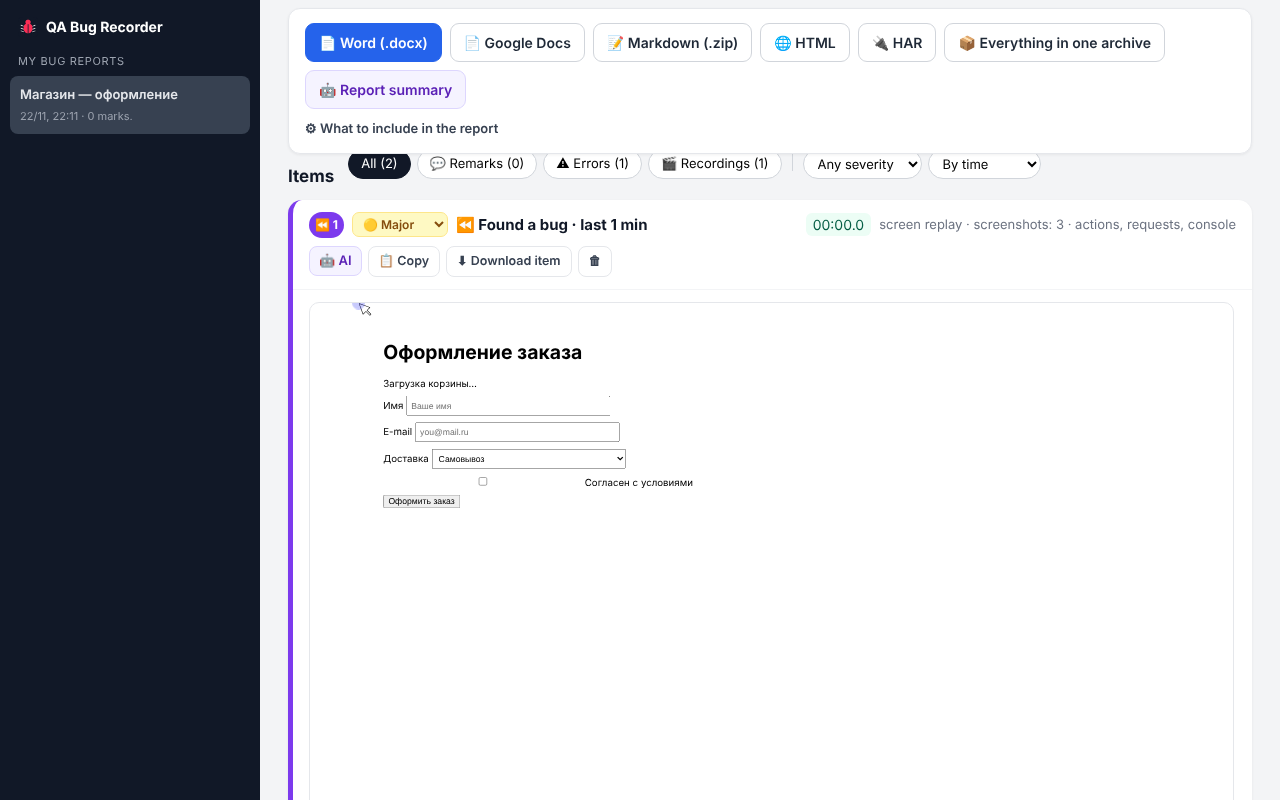 QA Bug Recorder
MY BUG REPORTS
Магазин — оформление
22/11, 22:11 · 0 marks.
Word (.docx)
Google Docs
Markdown (.zip)
HTML
HAR
Everything in one archive
Report summary
What to include in the report
Items
All (2)
Remarks (0)
Errors (1)
Recordings (1)
Any severity
By time
1
Major
Found a bug · last 1 min
00:00.0
screen replay · screenshots: 3 · actions, requests, console
AI
Copy
Download item
Оформление заказа
Загрузка корзины...
Имя Ваше имя
E-mail you@mail.ru
Доставка Самовывоз
Согласен с условиями
Оформить заказ